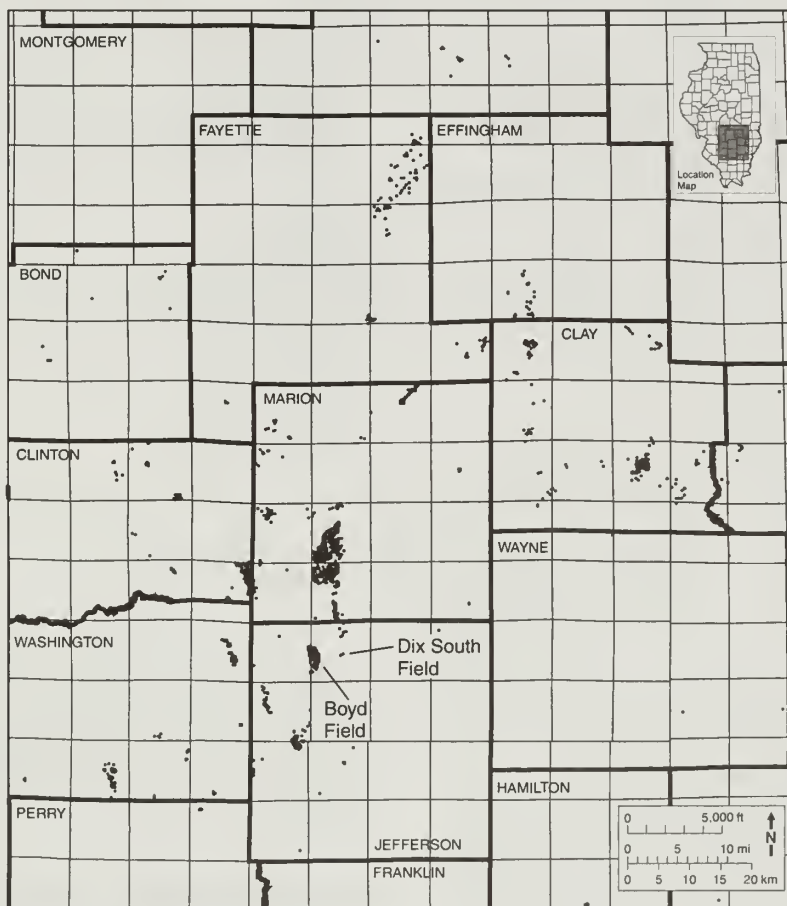 MONTGOMERY
FAYETTE
EFFINGHAM
Location
Map
BOND
CLAY
MARION
CLINTON
WAYNE
WASHINGTON
Dix South
Field
Boyd
Field
HAMILTON
PERRY
JEFFERSON
FRANKLIN
0 5,000 ft
0 5 10 mi
0 5 10 15 20 km
N